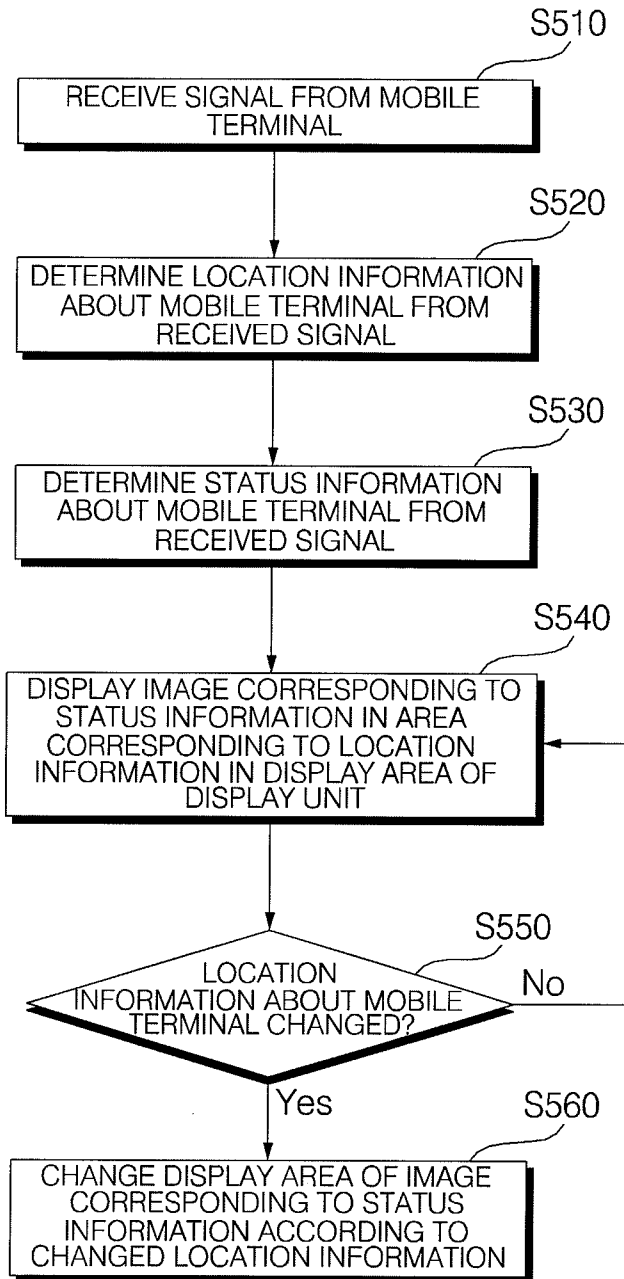 S510
RECEIVE SIGNAL FROM MOBILE
TERMINAL
S520
DETERMINE LOCATION INFORMATION
ABOUT MOBILE TERMINAL FROM
RECEIVED SIGNAL
S530
DETERMINE STATUS INFORMATION
ABOUT MOBILE TERMINAL FROM
RECEIVED SIGNAL
S540
DISPLAY IMAGE CORRESPONDING TO
STATUS INFORMATION IN AREA
CORRESPONDING TO LOCATION
INFORMATION IN DISPLAY AREA OF
DISPLAY UNIT
S550
LOCATION
INFORMATION ABOUT MOBILE
TERMINAL CHANGED?
No
Yes
S560
CHANGE DISPLAY AREA OF IMAGE
CORRESPONDING TO STATUS
INFORMATION ACCORDING TO
CHANGED LOCATION INFORMATION